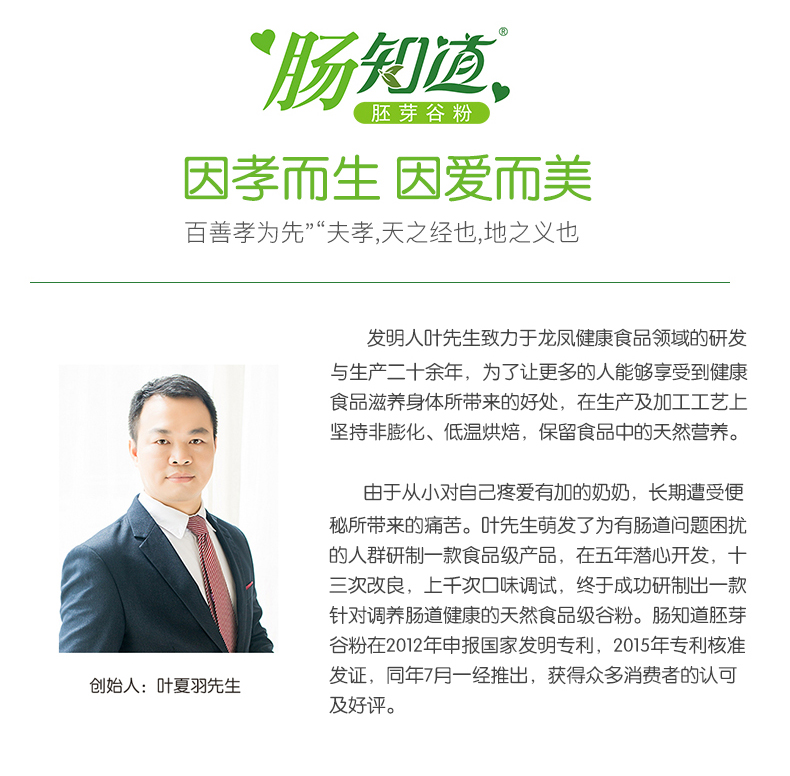 肠知道®
胚芽谷粉
因孝而生 因爱而美
百善孝为先”“夫孝,天之经也,地之义也
发明人叶先生致力于龙凤健康食品领域的研发
与生产二十余年，为了让更多的人能够享受到健康
食品滋养身体所带来的好处，在生产及加工工艺上
坚持非膨化、低温烘焙，保留食品中的天然营养。
由于从小对自己疼爱有加的奶奶，长期遭受便
秘所带来的痛苦。叶先生萌发了为有肠道问题困扰
的人群研制一款食品级产品，在五年潜心开发，十
三次改良，上千次口味调试，终于成功研制出一款
针对调养肠道健康的天然食品级谷粉。肠知道胚芽
谷粉在2012年申报国家发明专利，2015年专利核准
发证，同年7月一经推出，获得众多消费者的认可
及好评。
创始人：叶夏羽先生